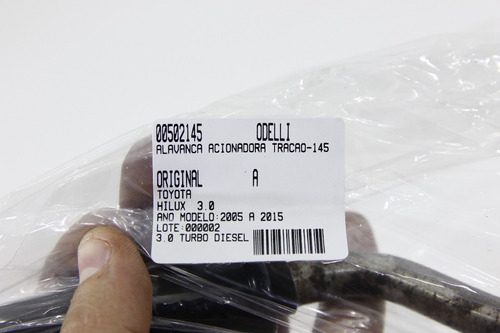 00502145 ODELLI
ALAVANCA ACIONADORA TRACAO-145
ORIGINAL A
TOYOTA
HILUX 3.0
ANO MODELO:2005 A 2015
LOTE:000002
3.0 TURBO DIESEL